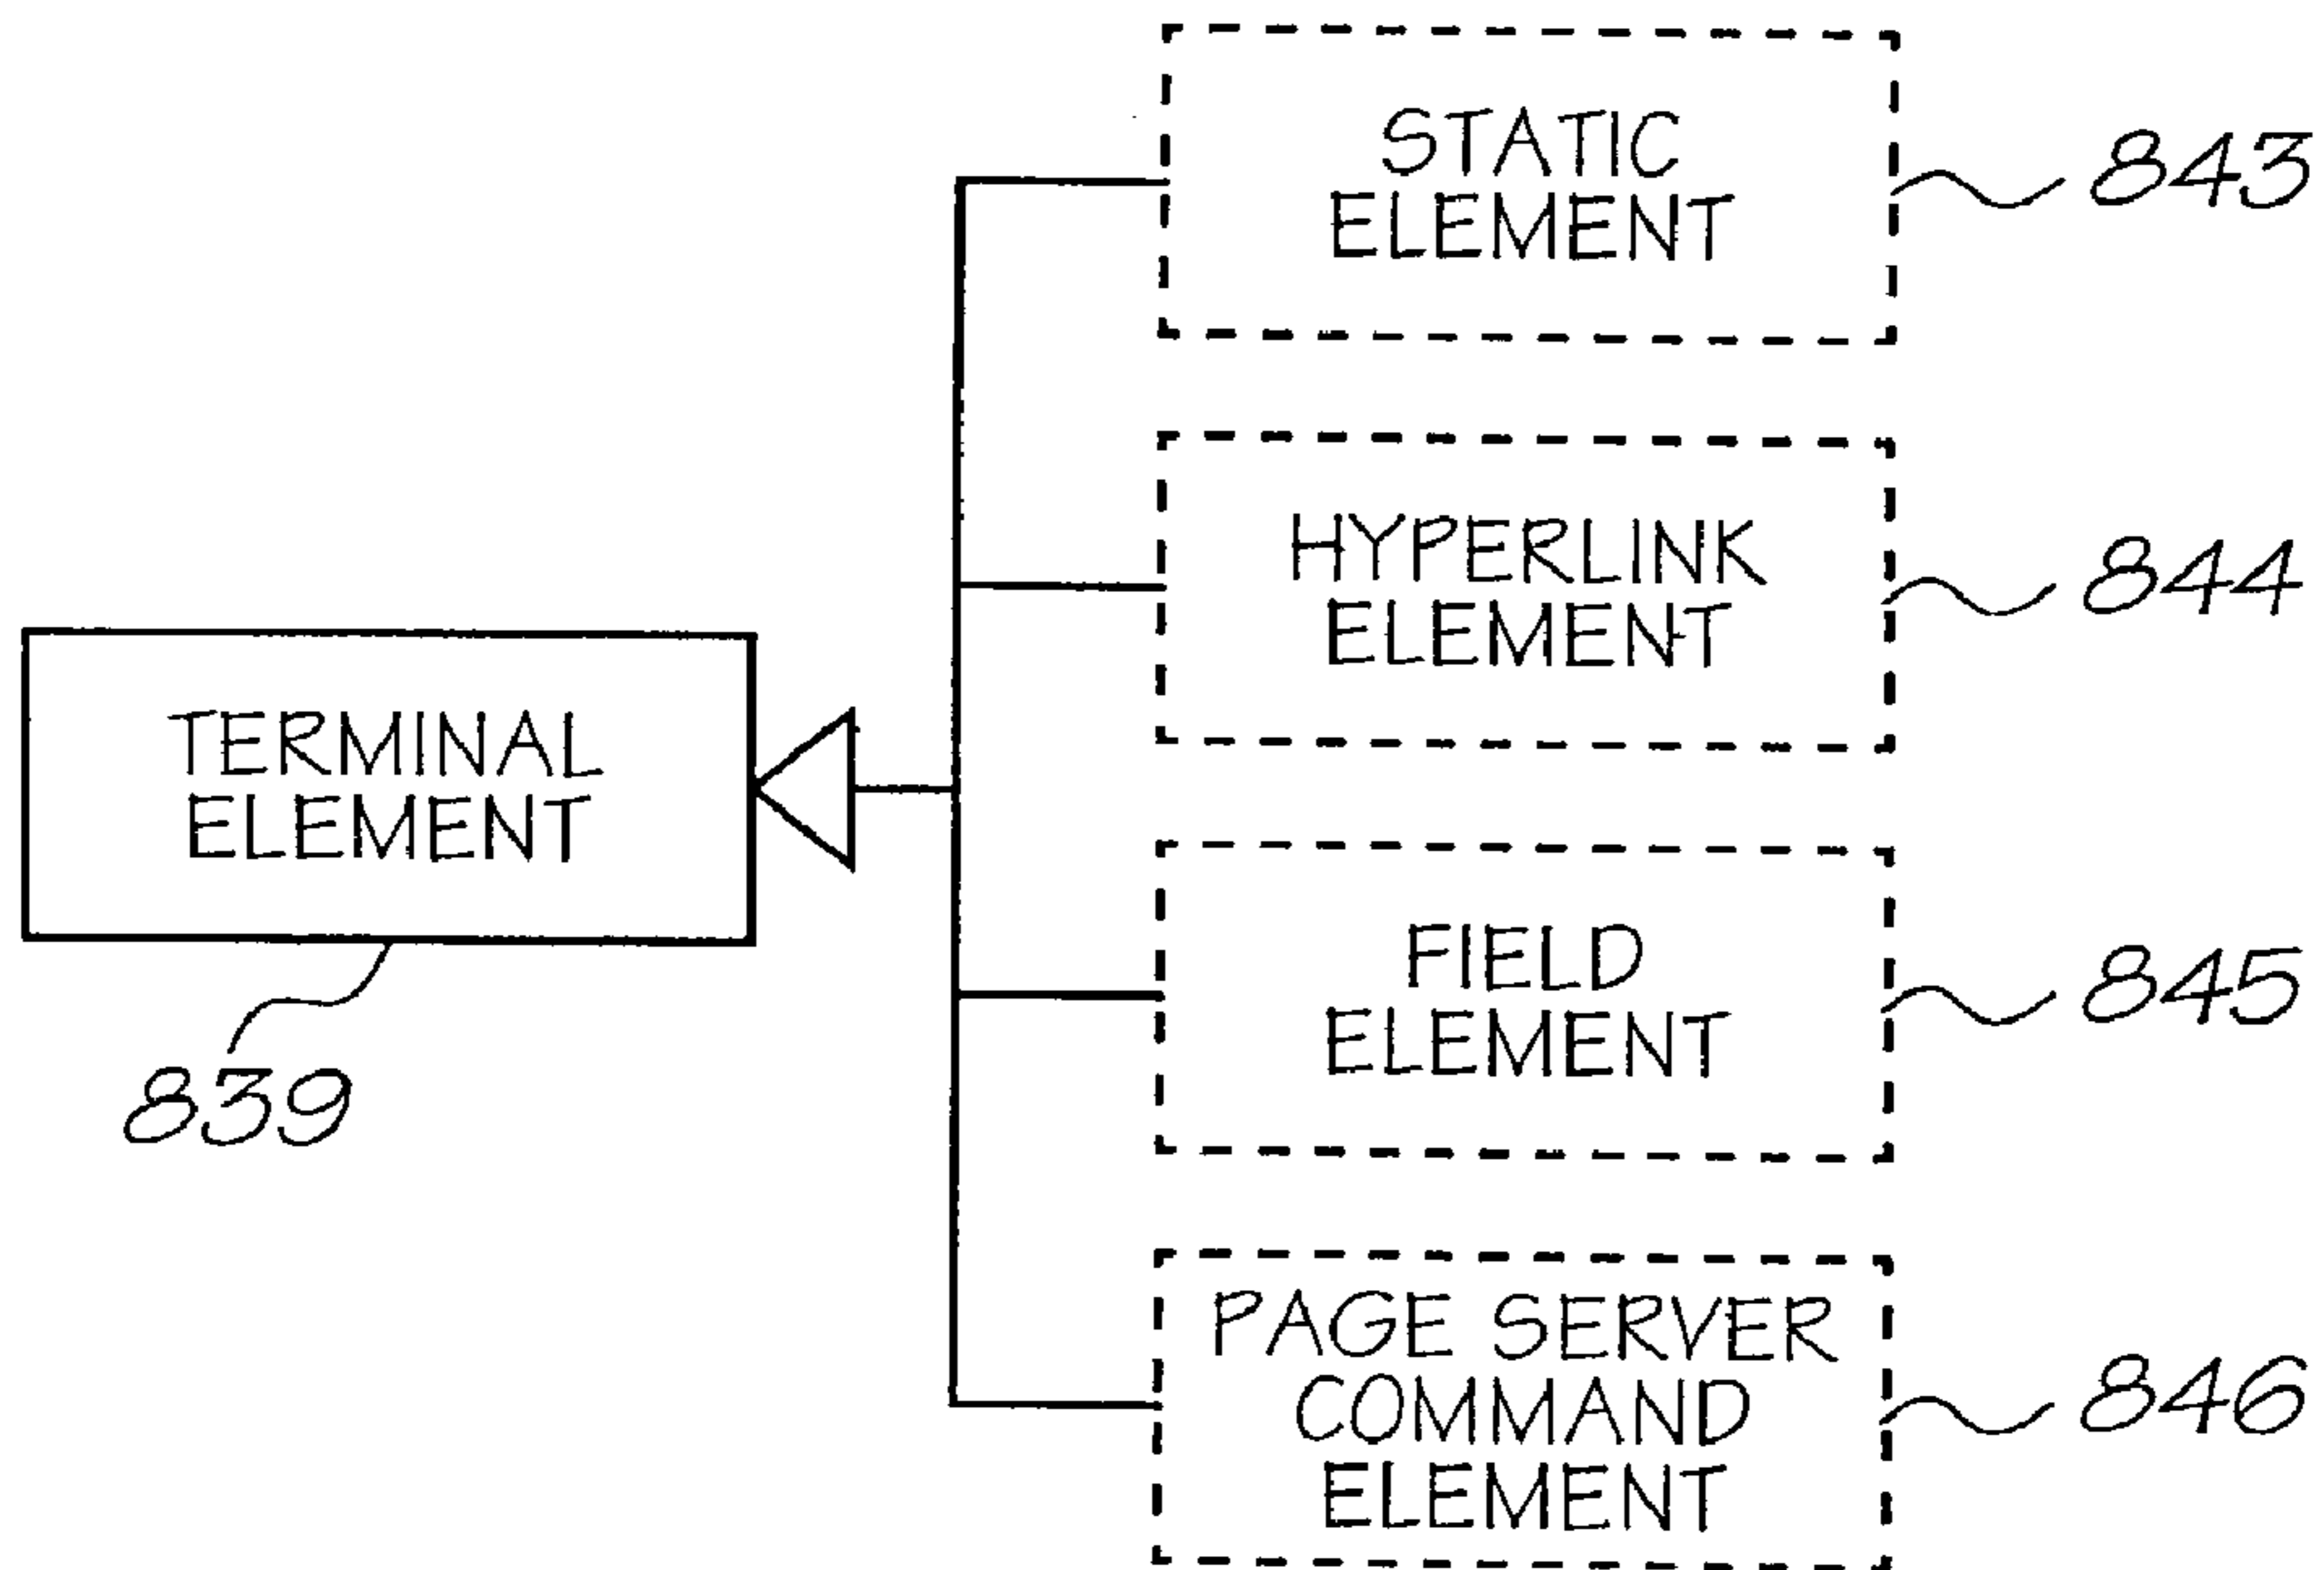 STATIC
ELEMENT
843
HYPERLINK
ELEMENT
844
TERMINAL
ELEMENT
839
FIELD
ELEMENT
845
PAGE SERVER
COMMAND
ELEMENT
846